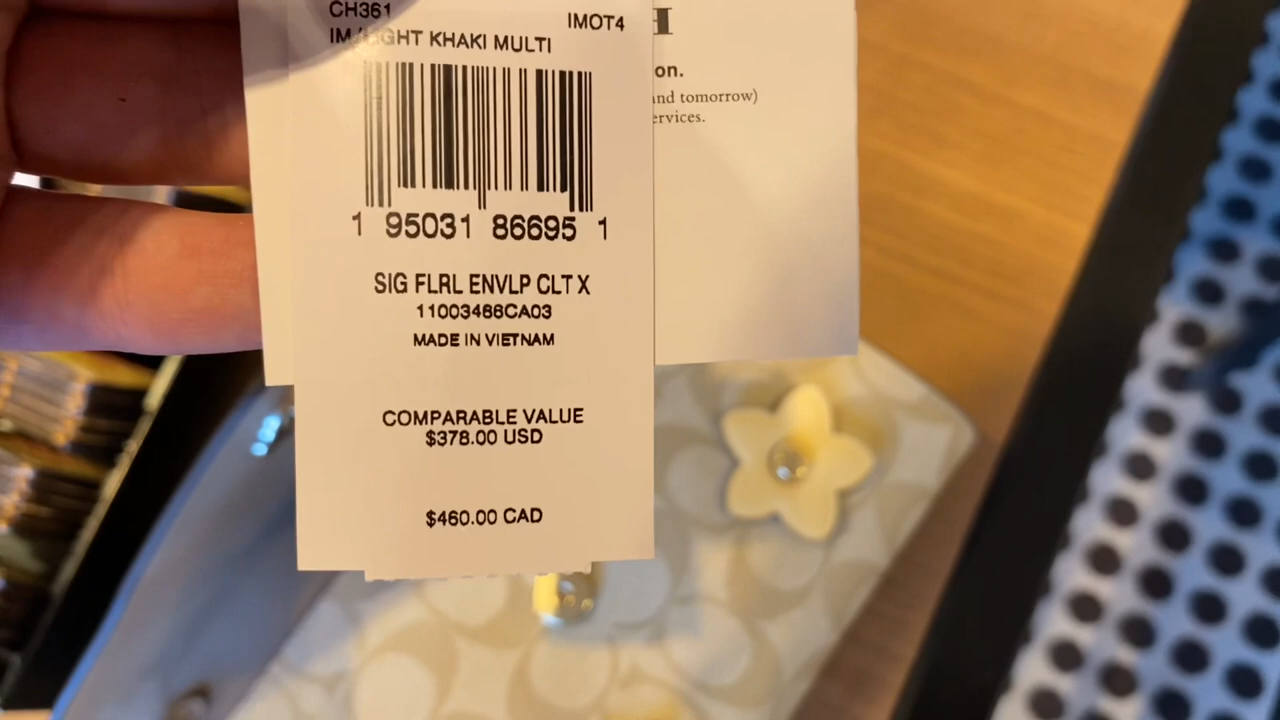 CH361
IMOT4
IM/LIGHT KHAKI MULTI
1 95031 86695 1
SIG FLRL ENVLP CLT X
11003486CA03
MADE IN VIETNAM
COMPARABLE VALUE
$378.00 USD
$460.00 CAD
H
on.
and tomorrow)
ervices.